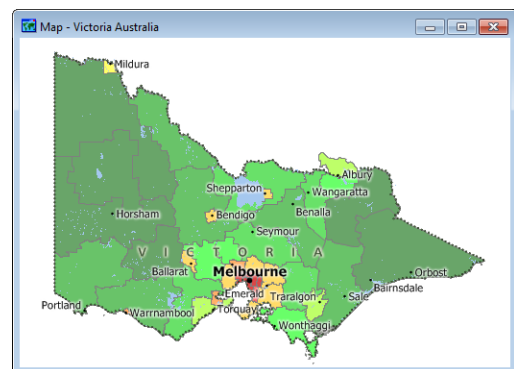 Map - Victoria Australia
Mildura
Albury
Shepparton
Wangaratta
Horsham
Bendigo
Benalla
Seymour
VICTORIA
Ballarat
Melbourne
Orbost
Bairnsdale
Emerald
Traralgon
Sale
Portland
Warrnambool
Torquay
Wonthaggi